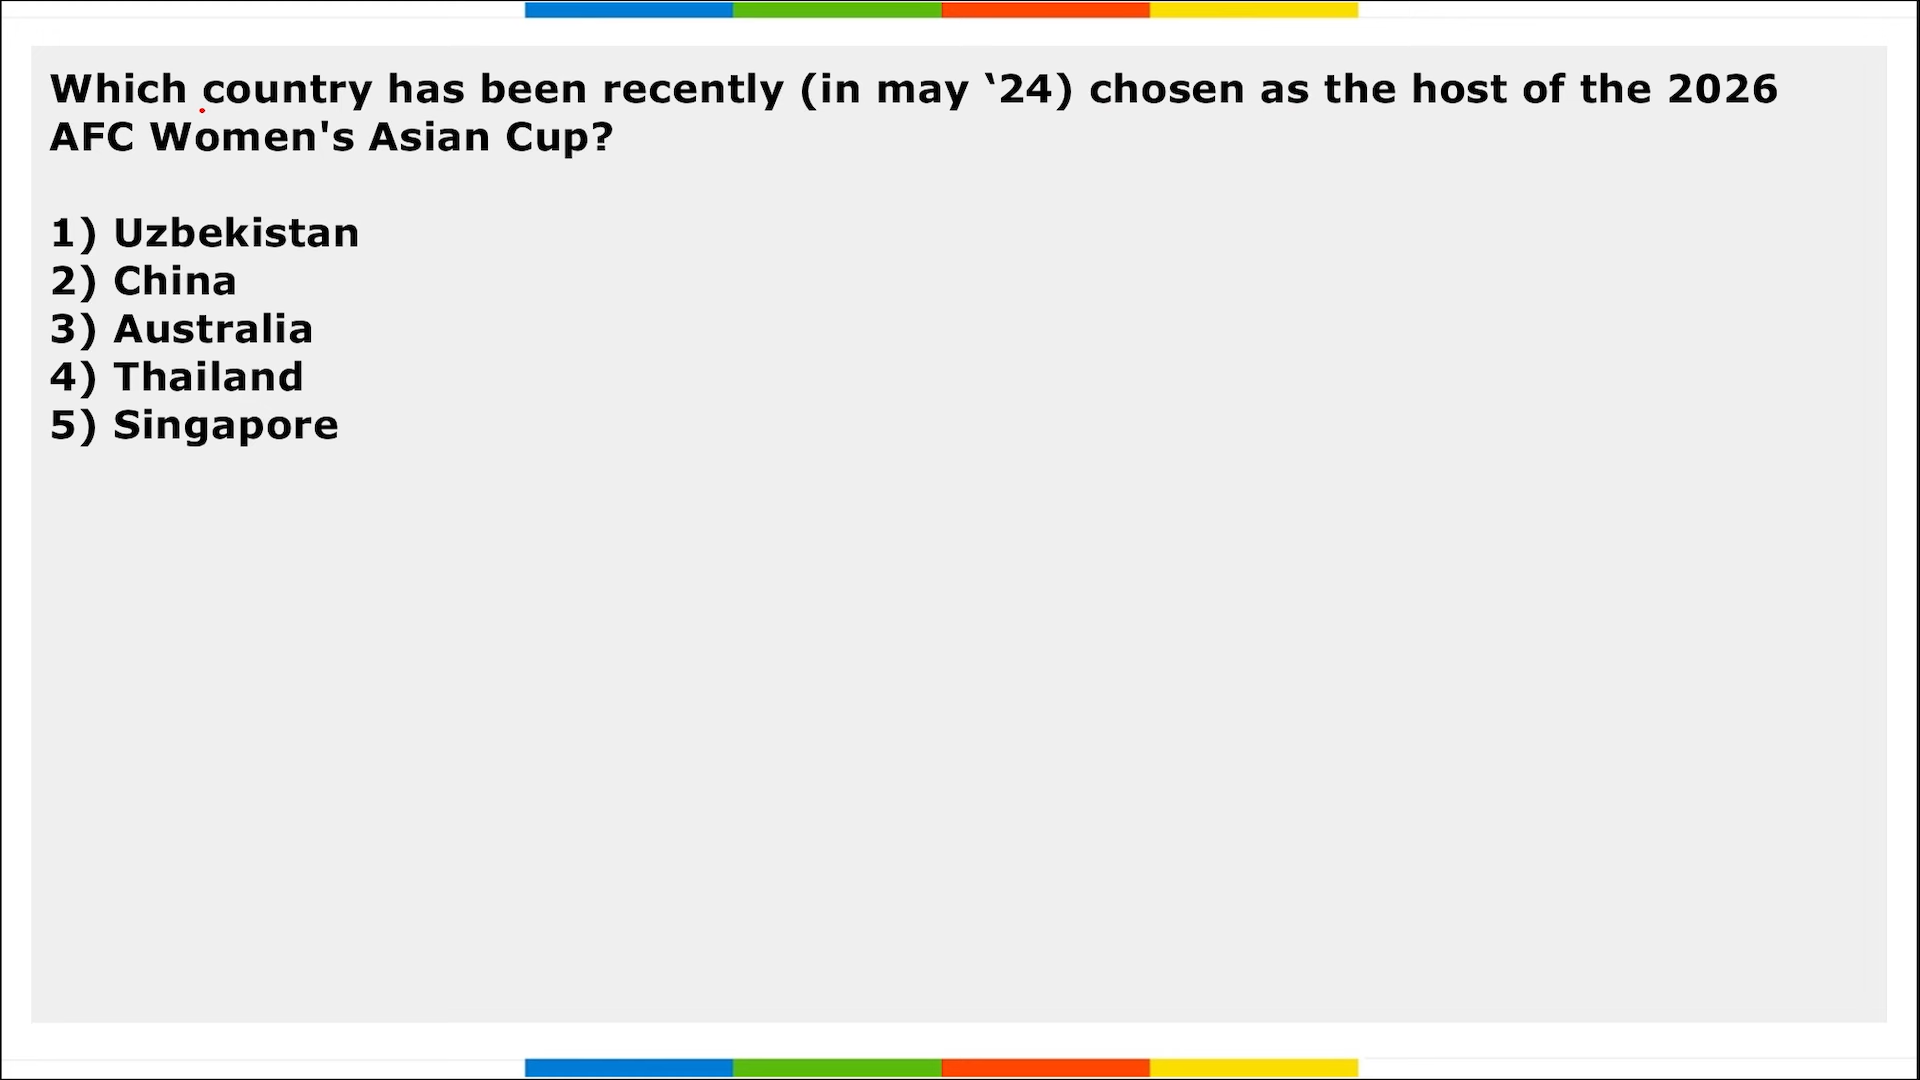 Which country has been recently (in may ‘24) chosen as the host of the 2026
AFC Women's Asian Cup?
1) Uzbekistan
2) China
3) Australia
4) Thailand
5) Singapore